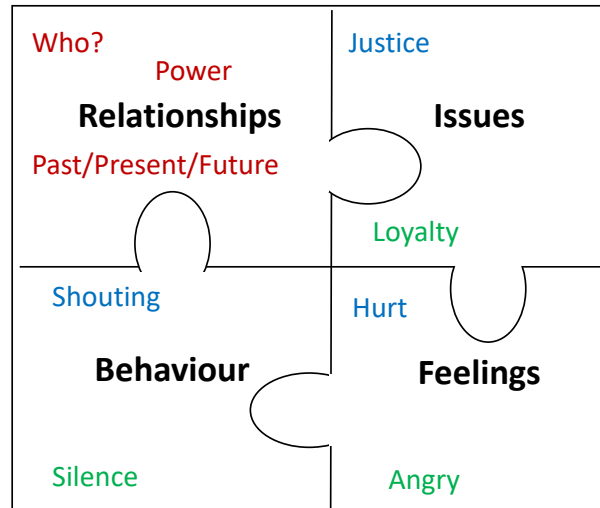 Who?
Power
Relationships
Past/Present/Future
Justice
Issues
Loyalty
Shouting
Behaviour
Silence
Hurt
Feelings
Angry